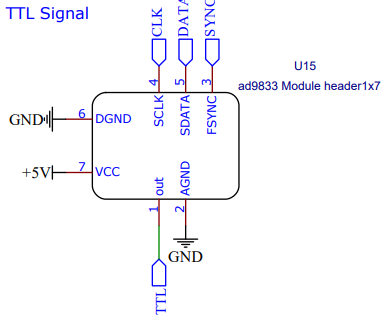 TTL Signal
CLK
DATA
SYNC
U15
ad9833 Module header1x7
4
5
3
SCLK
SDATA
FSYNC
GND
6
DGND
+5V
7
VCC
out
AGND
1
2
GND
TTL